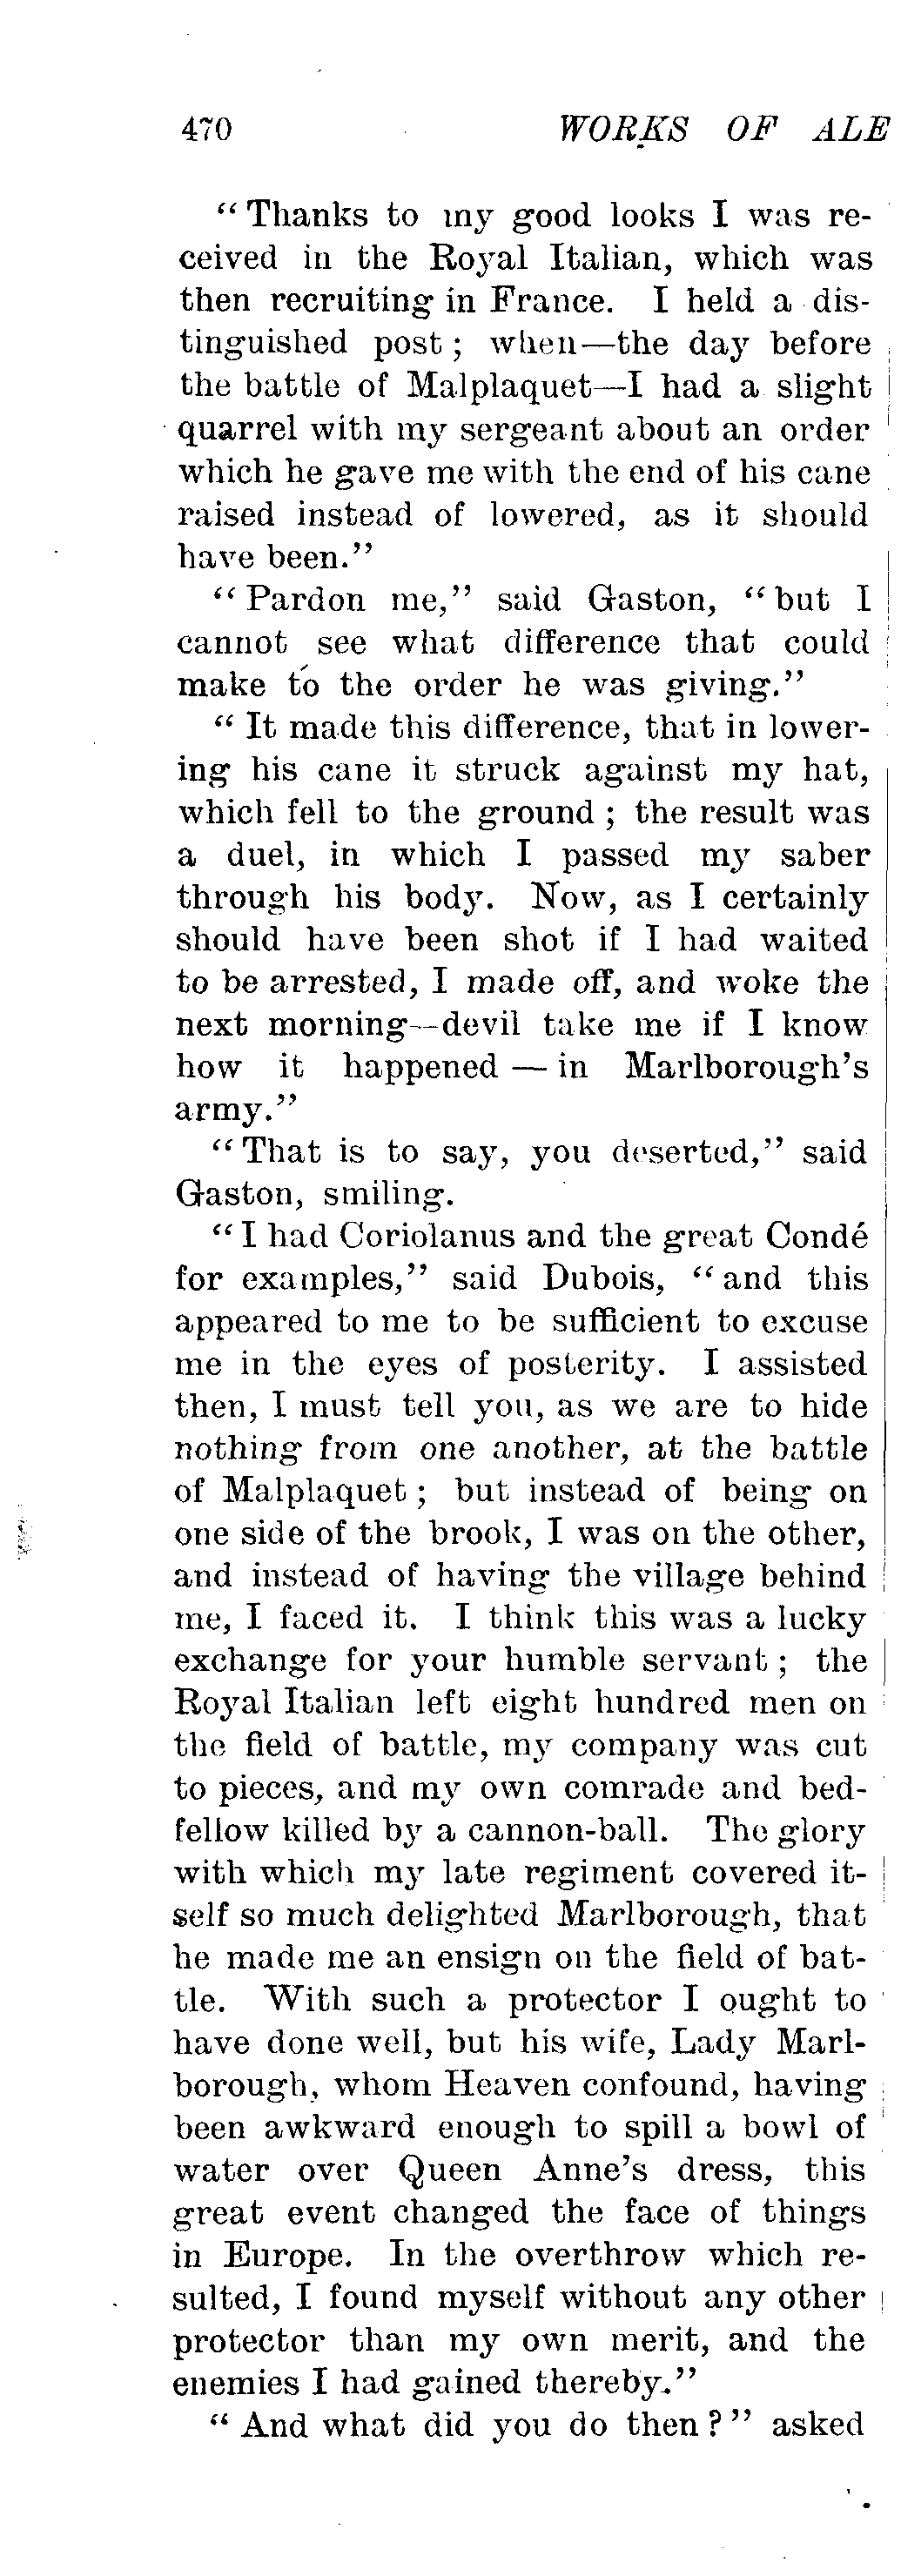 470 WORKS OF ALE
"Thanks to my good looks I was re-
ceived in the Royal Italian, which was
then recruiting in France. I held a dis-
tinguished post; when—the day before
the battle of Malplaquet—I had a slight
quarrel with my sergeant about an order
which he gave me with the end of his cane
raised instead of lowered, as it should
have been."
"Pardon me," said Gaston, "but I
cannot see what difference that could
make to the order he was giving."
"It made this difference, that in lower-
ing his cane it struck against my hat,
which fell to the ground; the result was
a duel, in which I passed my saber
through his body. Now, as I certainly
should have been shot if I had waited
to be arrested, I made off, and woke the
next morning—devil take me if I know
how it happened — in Marlborough's
army."
"That is to say, you deserted," said
Gaston, smiling.
"I had Coriolanus and the great Condé
for examples," said Dubois, "and this
appeared to me to be sufficient to excuse
me in the eyes of posterity. I assisted
then, I must tell you, as we are to hide
nothing from one another, at the battle
of Malplaquet; but instead of being on
one side of the brook, I was on the other,
and instead of having the village behind
me, I faced it. I think this was a lucky
exchange for your humble servant; the
Royal Italian left eight hundred men on
the field of battle, my company was cut
to pieces, and my own comrade and bed-
fellow killed by a cannon-ball. The glory
with which my late regiment covered it-
self so much delighted Marlborough, that
he made me an ensign on the field of bat-
tle. With such a protector I ought to
have done well, but his wife, Lady Marl-
borough, whom Heaven confound, having
been awkward enough to spill a bowl of
water over Queen Anne's dress, this
great event changed the face of things
in Europe. In the overthrow which re-
sulted, I found myself without any other
protector than my own merit, and the
enemies I had gained thereby."
"And what did you do then?" asked